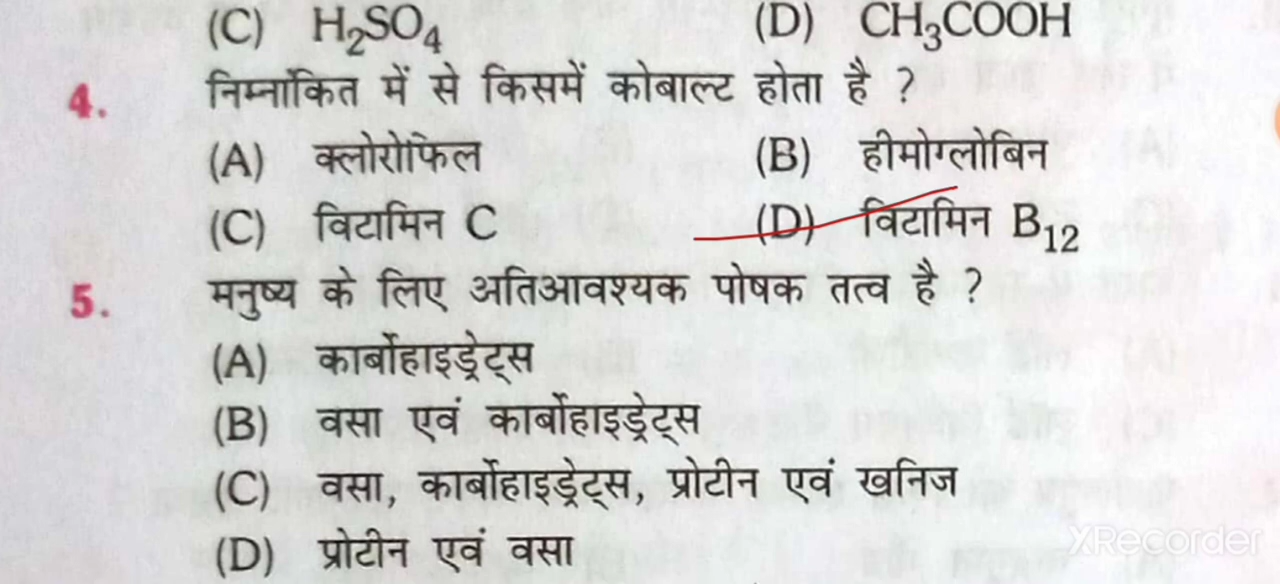 (C) H₂SO₄ (D) CH₃COOH
4. निम्नांकित में से किसमें कोबाल्ट होता है ?
(A) क्लोरोफिल (B) हीमोग्लोबिन
(C) विटामिन C (D) विटामिन B₁₂
5. मनुष्य के लिए अतिआवश्यक पोषक तत्व है ?
(A) कार्बोहाइड्रेट्स
(B) वसा एवं कार्बोहाइड्रेट्स
(C) वसा, कार्बोहाइड्रेट्स, प्रोटीन एवं खनिज
(D) प्रोटीन एवं वसा
XRecorder